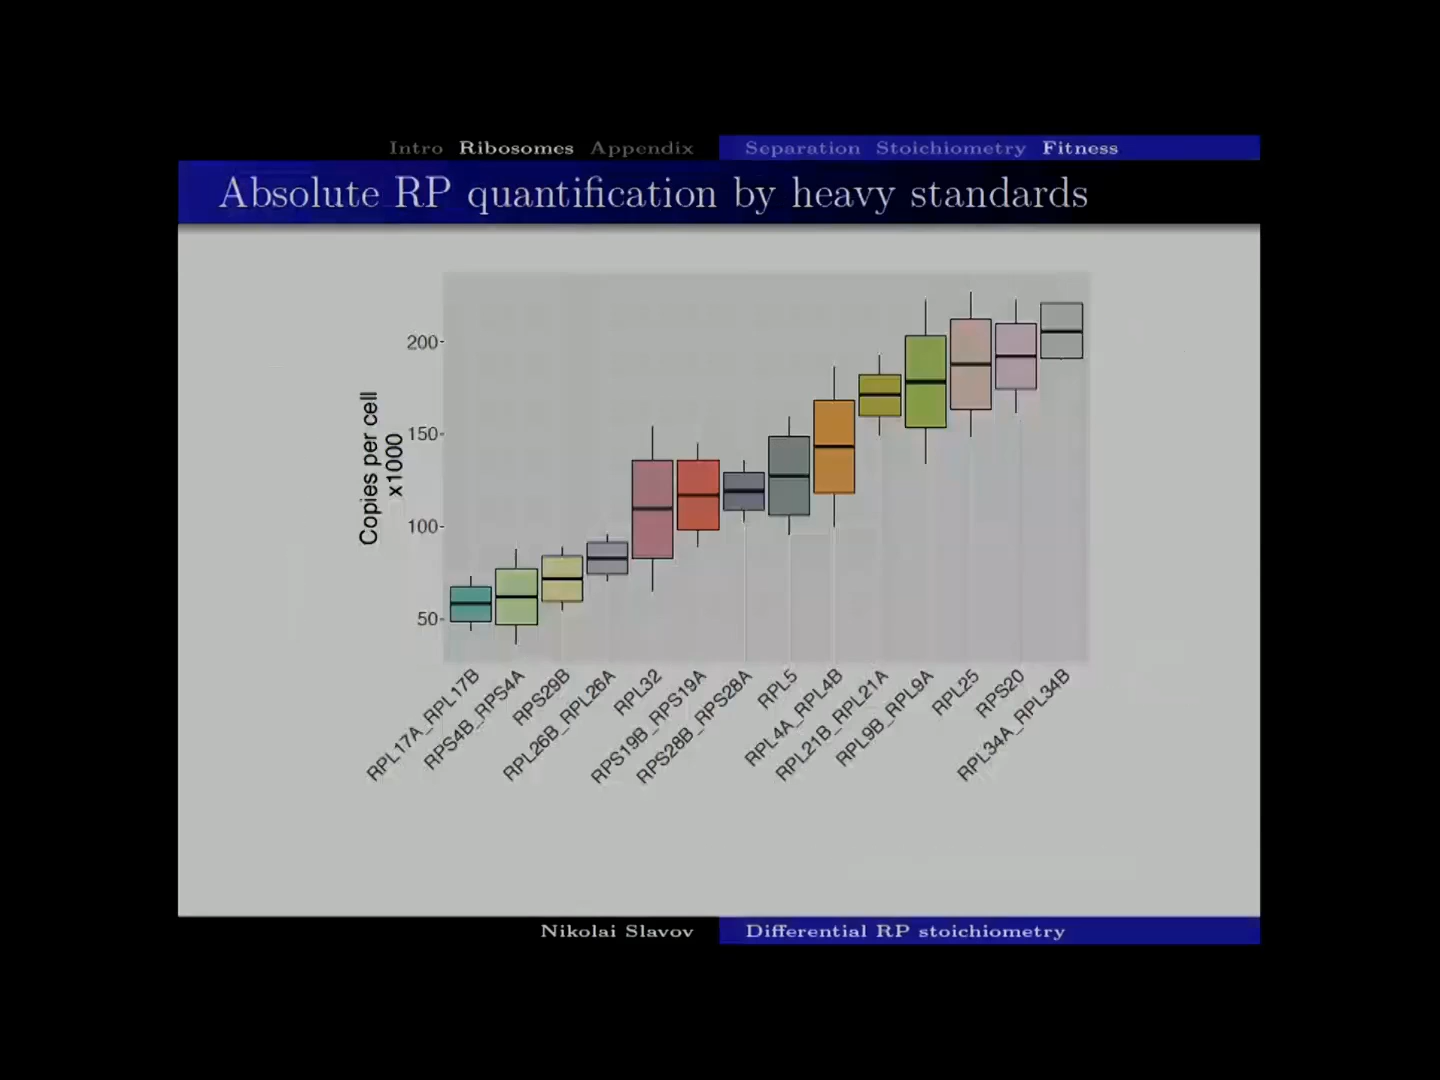 Intro Ribosomes Appendix Separation Stoichiometry Fitness
Absolute RP quantification by heavy standards
Copies per cell
x1000
200
150
100
50
RPL17A_RPL17B
RPS4B_RPS4A
RPS29B
RPL26B_RPL26A
RPL32
RPS19B_RPS19A
RPS28B_RPS28A
RPL5
RPL4A_RPL4B
RPL21B_RPL21A
RPL9B_RPL9A
RPL25
RPS20
RPL34A_RPL34B
Nikolai Slavov Differential RP stoichiometry